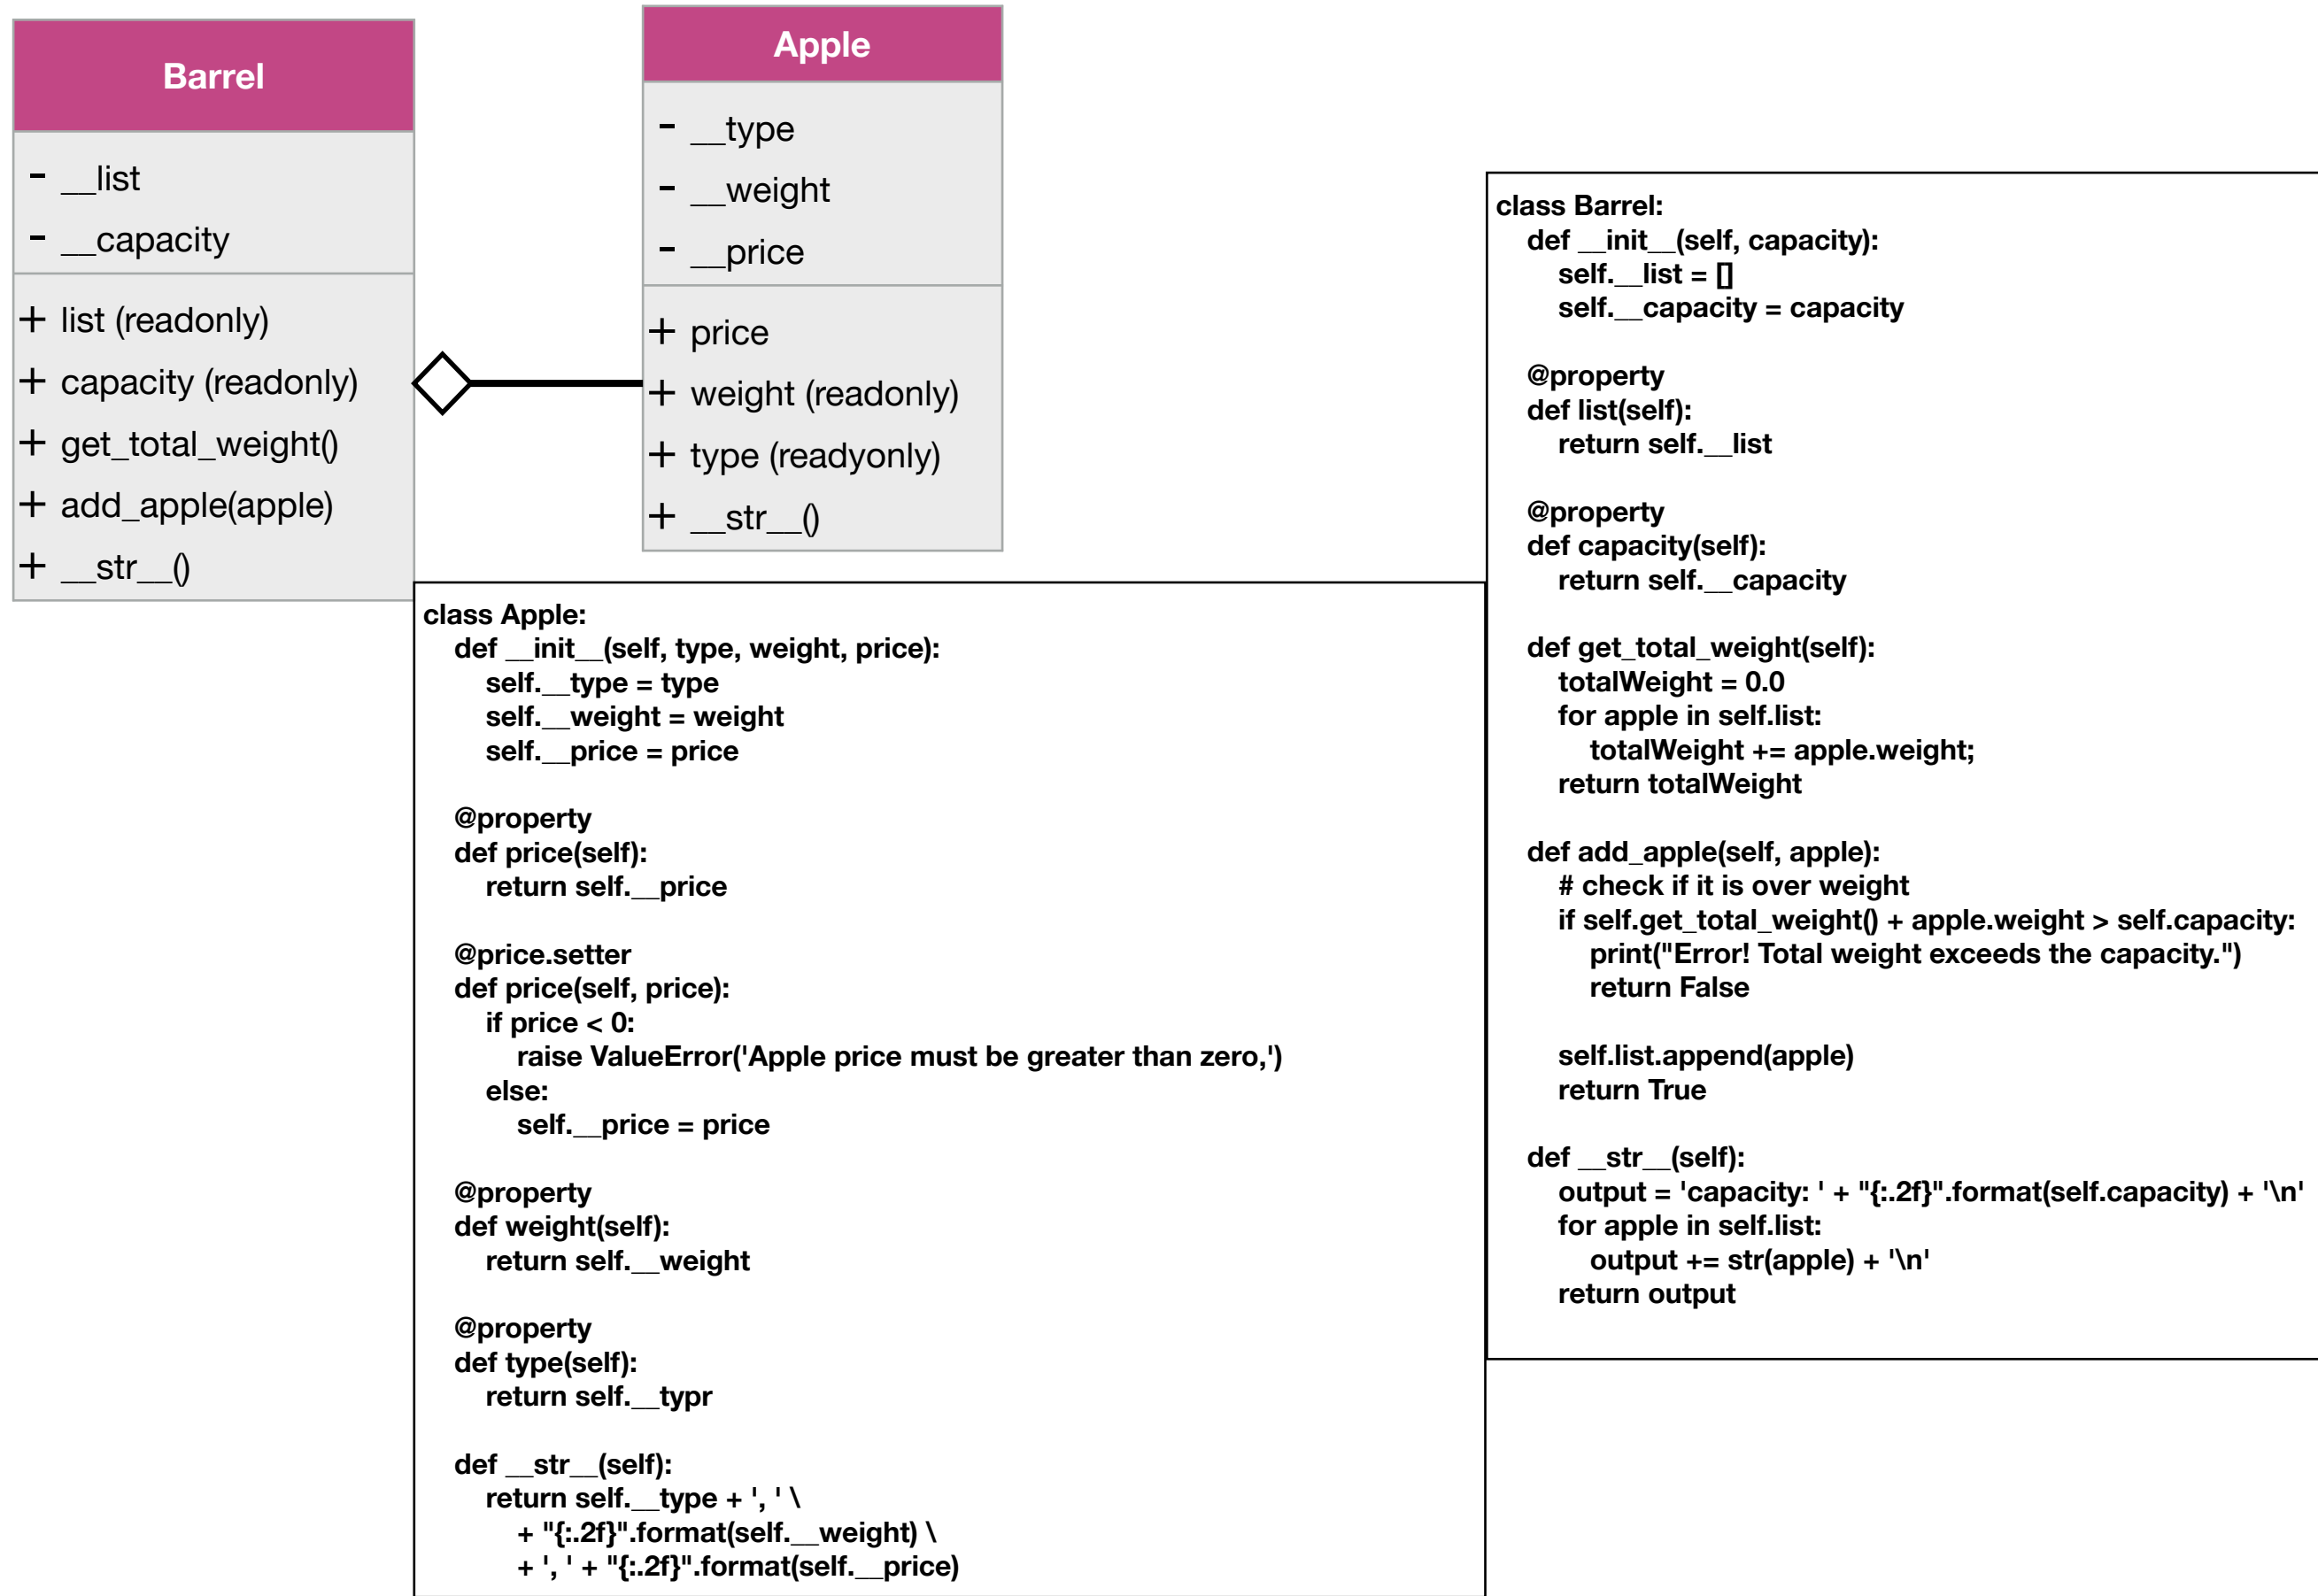 Barrel
- __list
- __capacity
+ list (readonly)
+ capacity (readonly)
+ get_total_weight()
+ add_apple(apple)
+ __str__()
Apple
- __type
- __weight
- __price
+ price
+ weight (readonly)
+ type (readyonly)
+ __str__()
class Apple:
    def __init__(self, type, weight, price):
        self.__type = type
        self.__weight = weight
        self.__price = price

    @property
    def price(self):
        return self.__price

    @price.setter
    def price(self, price):
        if price < 0:
            raise ValueError('Apple price must be greater than zero,')
        else:
            self.__price = price

    @property
    def weight(self):
        return self.__weight

    @property
    def type(self):
        return self.__typr

    def __str__(self):
        return self.__type + ', ' \
            + "{:.2f}".format(self.__weight) \
            + ', ' + "{:.2f}".format(self.__price)
class Barrel:
    def __init__(self, capacity):
        self.__list = []
        self.__capacity = capacity

    @property
    def list(self):
        return self.__list

    @property
    def capacity(self):
        return self.__capacity

    def get_total_weight(self):
        totalWeight = 0.0
        for apple in self.list:
            totalWeight += apple.weight;
        return totalWeight

    def add_apple(self, apple):
        # check if it is over weight
        if self.get_total_weight() + apple.weight > self.capacity:
            print("Error! Total weight exceeds the capacity.")
            return False

        self.list.append(apple)
        return True

    def __str__(self):
        output = 'capacity: ' + "{:.2f}".format(self.capacity) + '\n'
        for apple in self.list:
            output += str(apple) + '\n'
        return output